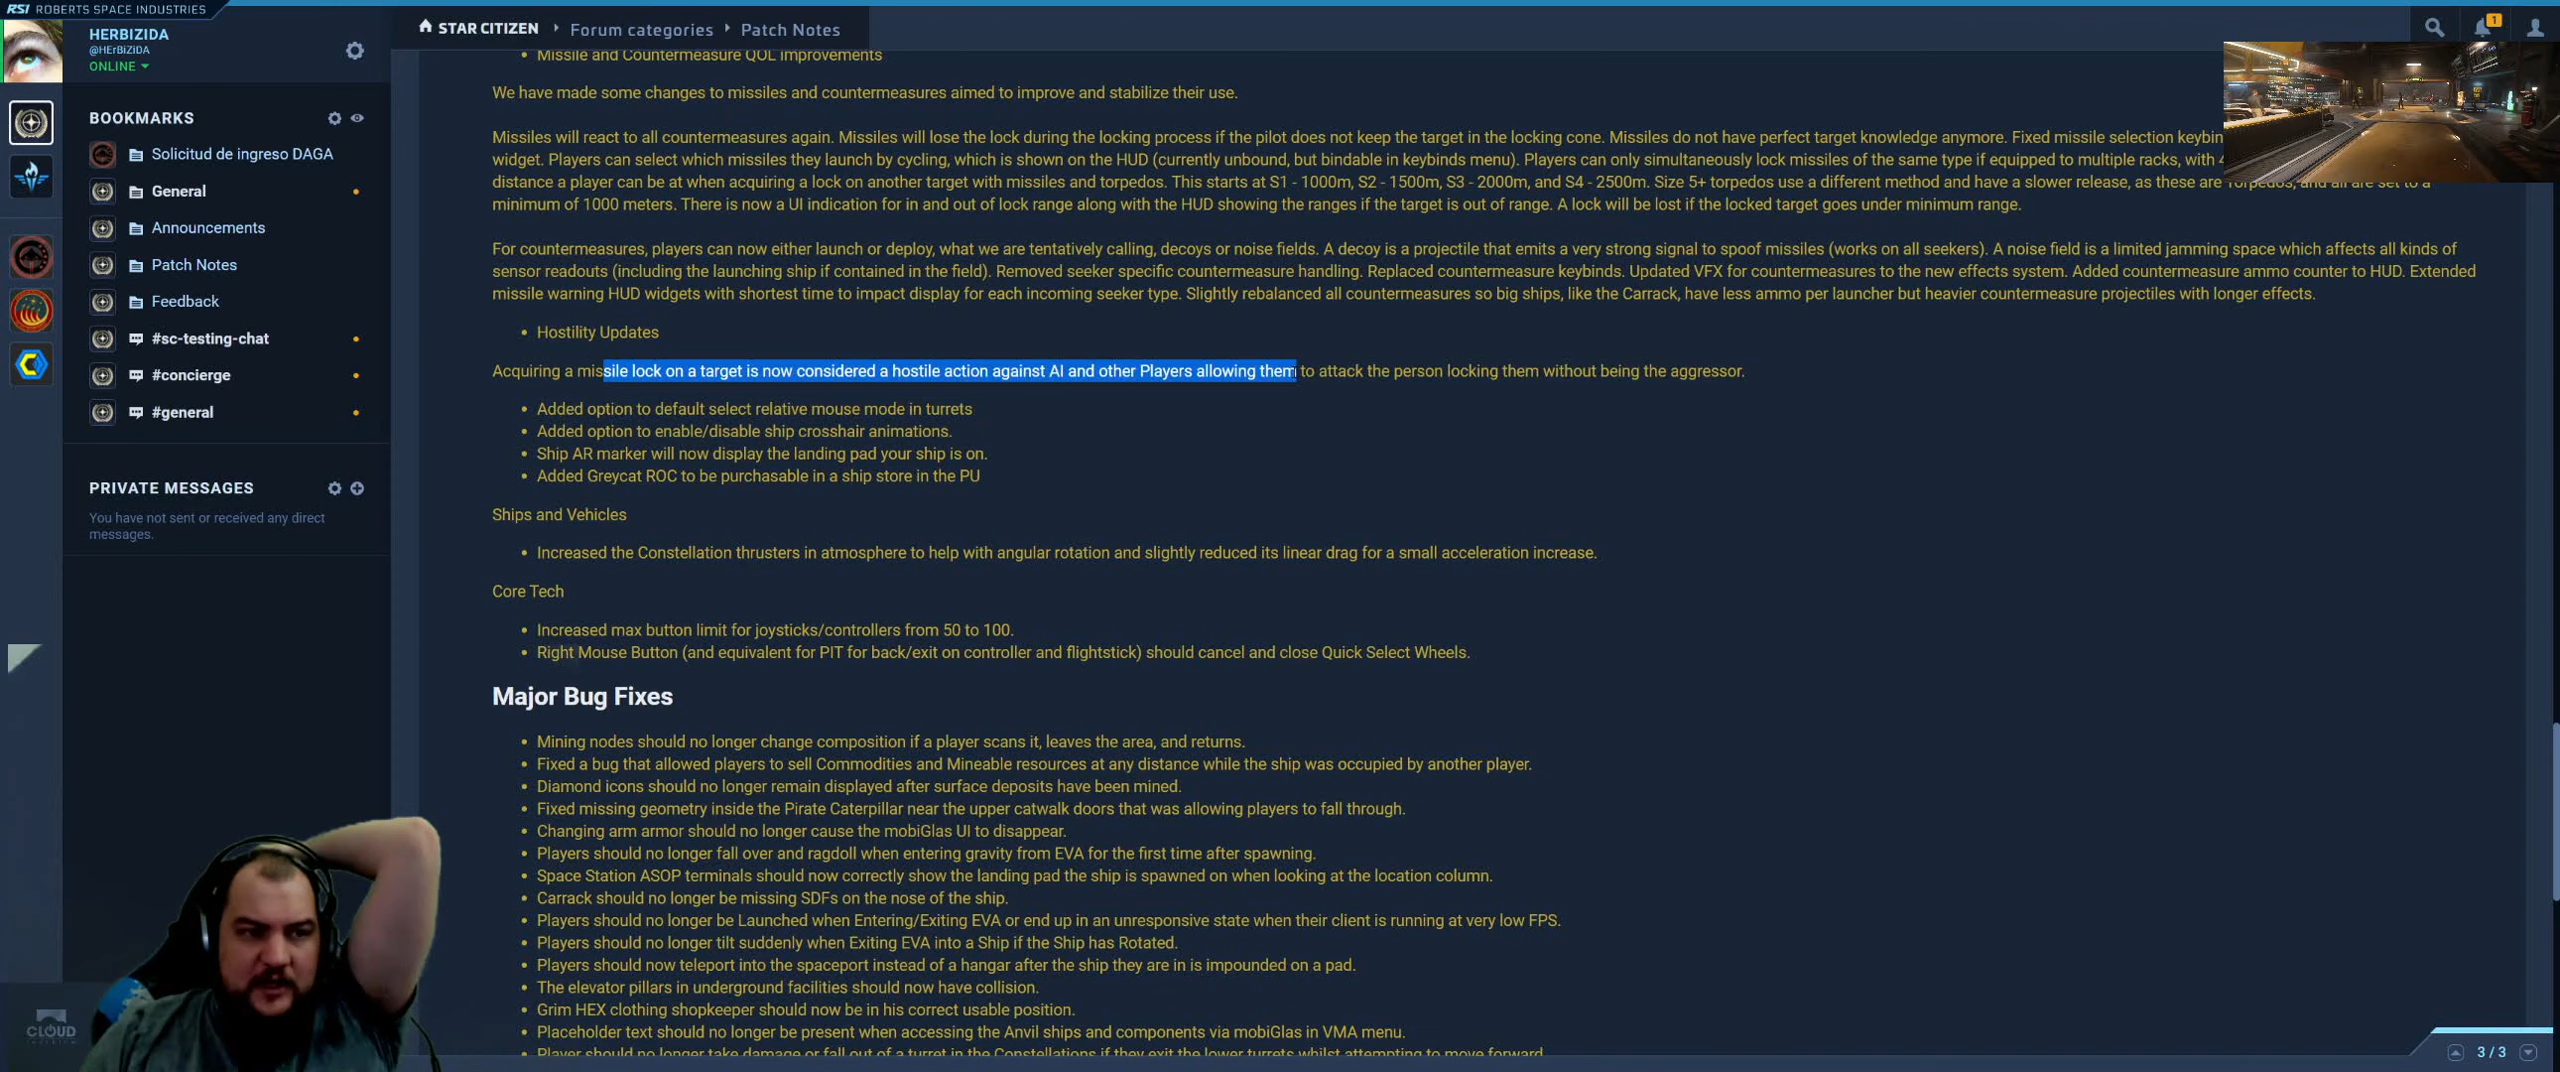 RSI ROBERTS SPACE INDUSTRIES
HERBIZIDA
@HErBiZiDA
ONLINE
BOOKMARKS
Solicitud de ingreso DAGA
General
Announcements
Patch Notes
Feedback
#sc-testing-chat
#concierge
#general
PRIVATE MESSAGES
You have not sent or received any direct
messages.
CLOUD
STAR CITIZEN
Forum categories
Patch Notes
1
• Missile and Countermeasure QOL improvements
We have made some changes to missiles and countermeasures aimed to improve and stabilize their use.
Missiles will react to all countermeasures again. Missiles will lose the lock during the locking process if the pilot does not keep the target in the locking cone. Missiles do not have perfect target knowledge anymore. Fixed missile selection
widget. Players can select which missiles they launch by cycling, which is shown on the HUD (currently unbound, but bindable in keybinds menu). Players can only simultaneously lock missiles of the same type if equipped to multiple racks, with
distance a player can be at when acquiring a lock on another target with missiles and torpedos. This starts at S1 - 1000m, S2 - 1500m, S3 - 2000m, and S4 - 2500m. Size 5+ torpedos use a different method and have a slower release, as these are Torpedos, and all are set to a
minimum of 1000 meters. There is now a UI indication for in and out of lock range along with the HUD showing the ranges if the target is out of range. A lock will be lost if the locked target goes under minimum range.
For countermeasures, players can now either launch or deploy, what we are tentatively calling, decoys or noise fields. A decoy is a projectile that emits a very strong signal to spoof missiles (works on all seekers). A noise field is a limited jamming space which affects all kinds of
sensor readouts (including the launching ship if contained in the field). Removed seeker specific countermeasure handling. Replaced countermeasure keybinds. Updated VFX for countermeasures to the new effects system. Added countermeasure ammo counter to HUD. Extended
missile warning HUD widgets with shortest time to impact display for each incoming seeker type. Slightly rebalanced all countermeasures so big ships, like the Carrack, have less ammo per launcher but heavier countermeasure projectiles with longer effects.
• Hostility Updates
Acquiring a missile lock on a target is now considered a hostile action against AI and other Players allowing them to attack the person locking them without being the aggressor.
• Added option to default select relative mouse mode in turrets
• Added option to enable/disable ship crosshair animations.
• Ship AR marker will now display the landing pad your ship is on.
• Added Greycat ROC to be purchasable in a ship store in the PU
Ships and Vehicles
• Increased the Constellation thrusters in atmosphere to help with angular rotation and slightly reduced its linear drag for a small acceleration increase.
Core Tech
• Increased max button limit for joysticks/controllers from 50 to 100.
• Right Mouse Button (and equivalent for PIT for back/exit on controller and flightstick) should cancel and close Quick Select Wheels.
Major Bug Fixes
• Mining nodes should no longer change composition if a player scans it, leaves the area, and returns.
• Fixed a bug that allowed players to sell Commodities and Mineable resources at any distance while the ship was occupied by another player.
• Diamond icons should no longer remain displayed after surface deposits have been mined.
• Fixed missing geometry inside the Pirate Caterpillar near the upper catwalk doors that was allowing players to fall through.
• Changing arm armor should no longer cause the mobiGlas UI to disappear.
• Players should no longer fall over and ragdoll when entering gravity from EVA for the first time after spawning.
• Space Station ASOP terminals should now correctly show the landing pad the ship is spawned on when looking at the location column.
• Carrack should no longer be missing SDFs on the nose of the ship.
• Players should no longer be Launched when Entering/Exiting EVA or end up in an unresponsive state when their client is running at very low FPS.
• Players should no longer tilt suddenly when Exiting EVA into a Ship if the Ship has Rotated.
• Players should now teleport into the spaceport instead of a hangar after the ship they are in is impounded on a pad.
• The elevator pillars in underground facilities should now have collision.
• Grim HEX clothing shopkeeper should now be in his correct usable position.
• Placeholder text should no longer be present when accessing the Anvil ships and components via mobiGlas in VMA menu.
• Player should no longer take damage or fall out of a turret in the Constellations if they exit the lower turrets whilst attempting to move forward.
3 / 3